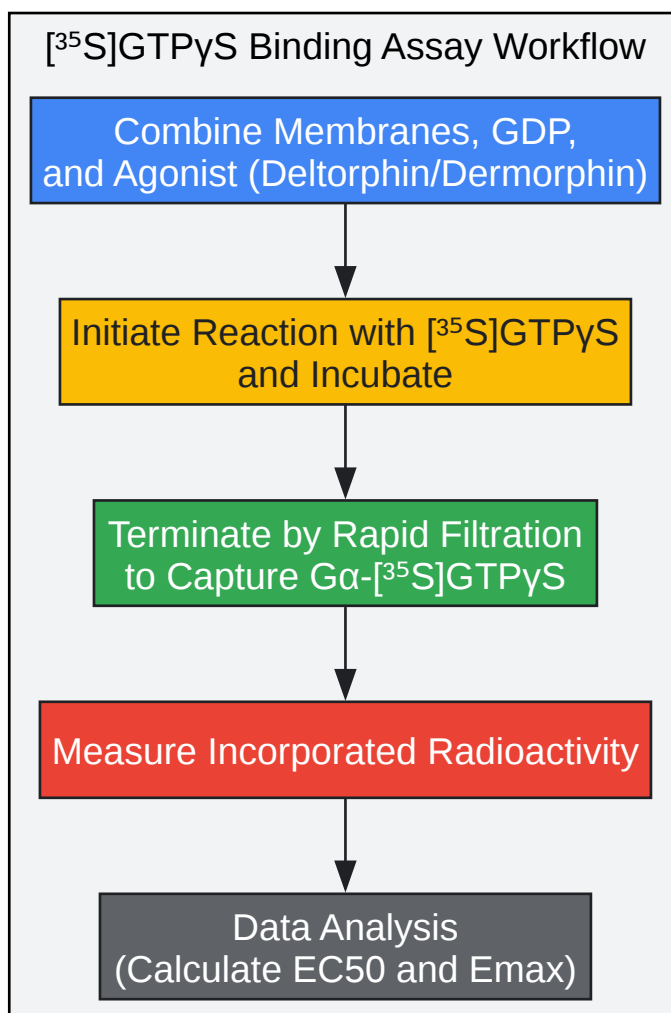 [³⁵S]GTPγS Binding Assay Workflow
Combine Membranes, GDP,
and Agonist (Deltorphin/Dermorphin)
Initiate Reaction with [³⁵S]GTPγS
and Incubate
Terminate by Rapid Filtration
to Capture Gα-[³⁵S]GTPγS
Measure Incorporated Radioactivity
Data Analysis
(Calculate EC50 and Emax)